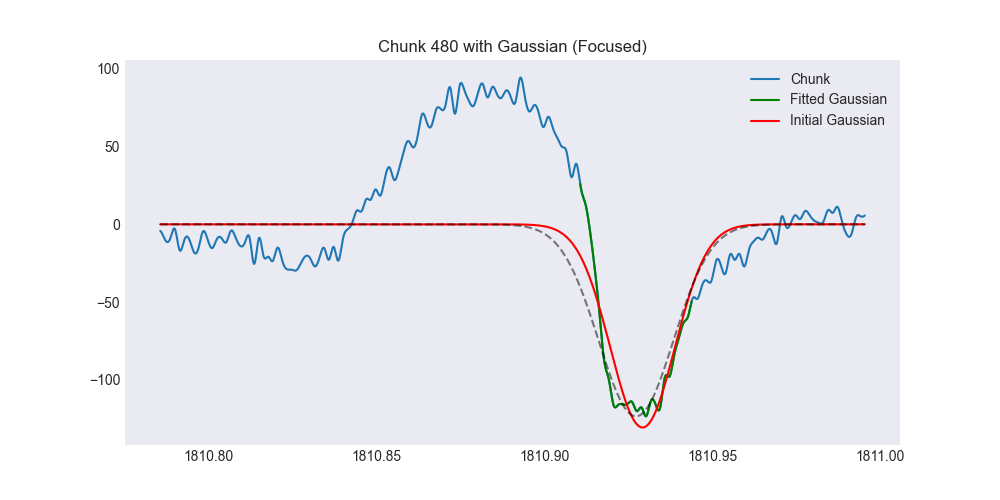 Chunk 480 with Gaussian (Focused)
100
50
0
−50
−100
Chunk
Fitted Gaussian
Initial Gaussian
1810.80 1810.85 1810.90 1810.95 1811.00